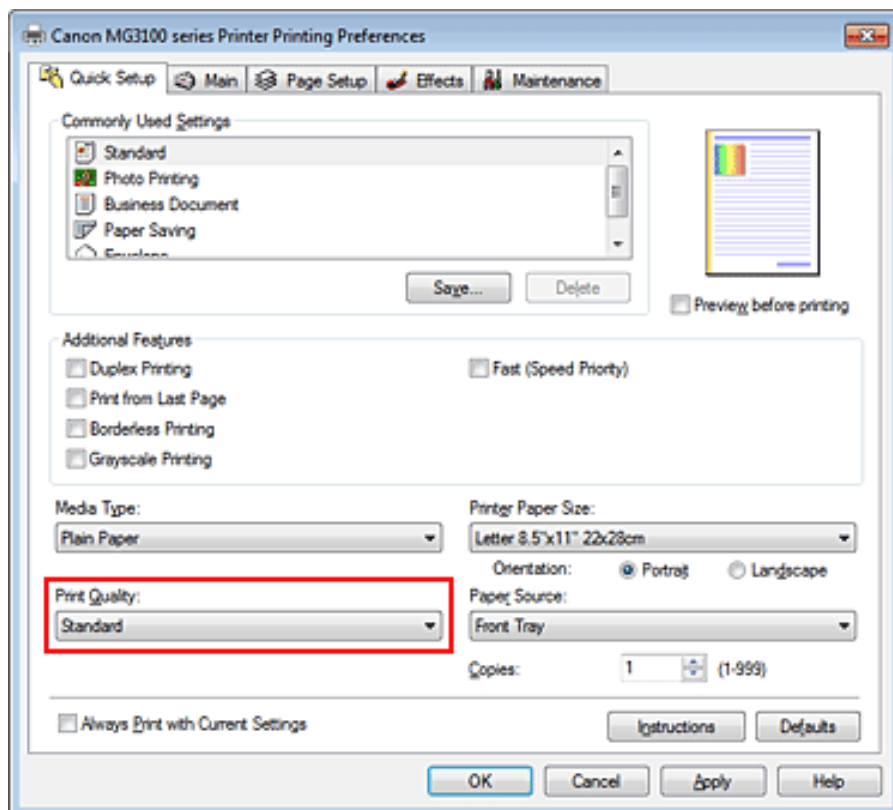 Canon MG3100 series Printer Printing Preferences
Quick Setup Main Page Setup Effects Maintenance
Commonly Used Settings
Standard
Photo Printing
Business Document
Paper Saving
Envelope
Save... Delete
Preview before printing
Additional Features
Duplex Printing
Fast (Speed Priority)
Print from Last Page
Borderless Printing
Grayscale Printing
Media Type:
Printer Paper Size:
Plain Paper
Letter 8.5"x11" 22x28cm
Orientation: Portrait Landscape
Print Quality:
Paper Source:
Standard
Front Tray
Copies: 1 (1-999)
Always Print with Current Settings
Instructions Defaults
OK Cancel Apply Help